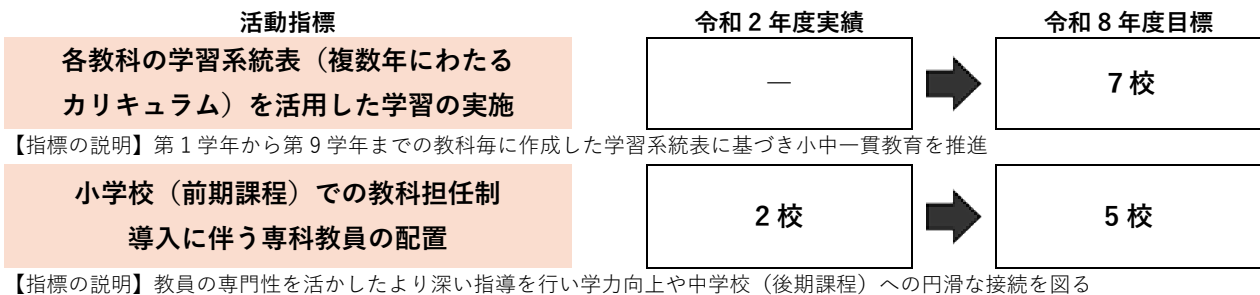 活動指標 令和２年度実績 令和８年度目標
各教科の学習系統表（複数年にわたる
カリキュラム）を活用した学習の実施
― ７校
【指標の説明】第１学年から第９学年までの教科毎に作成した学習系統表に基づき小中一貫教育を推進
小学校（前期課程）での教科担任制
導入に伴う専科教員の配置
２校 ５校
【指標の説明】教員の専門性を活かしたより深い指導を行い学力向上や中学校（後期課程）への円滑な接続を図る